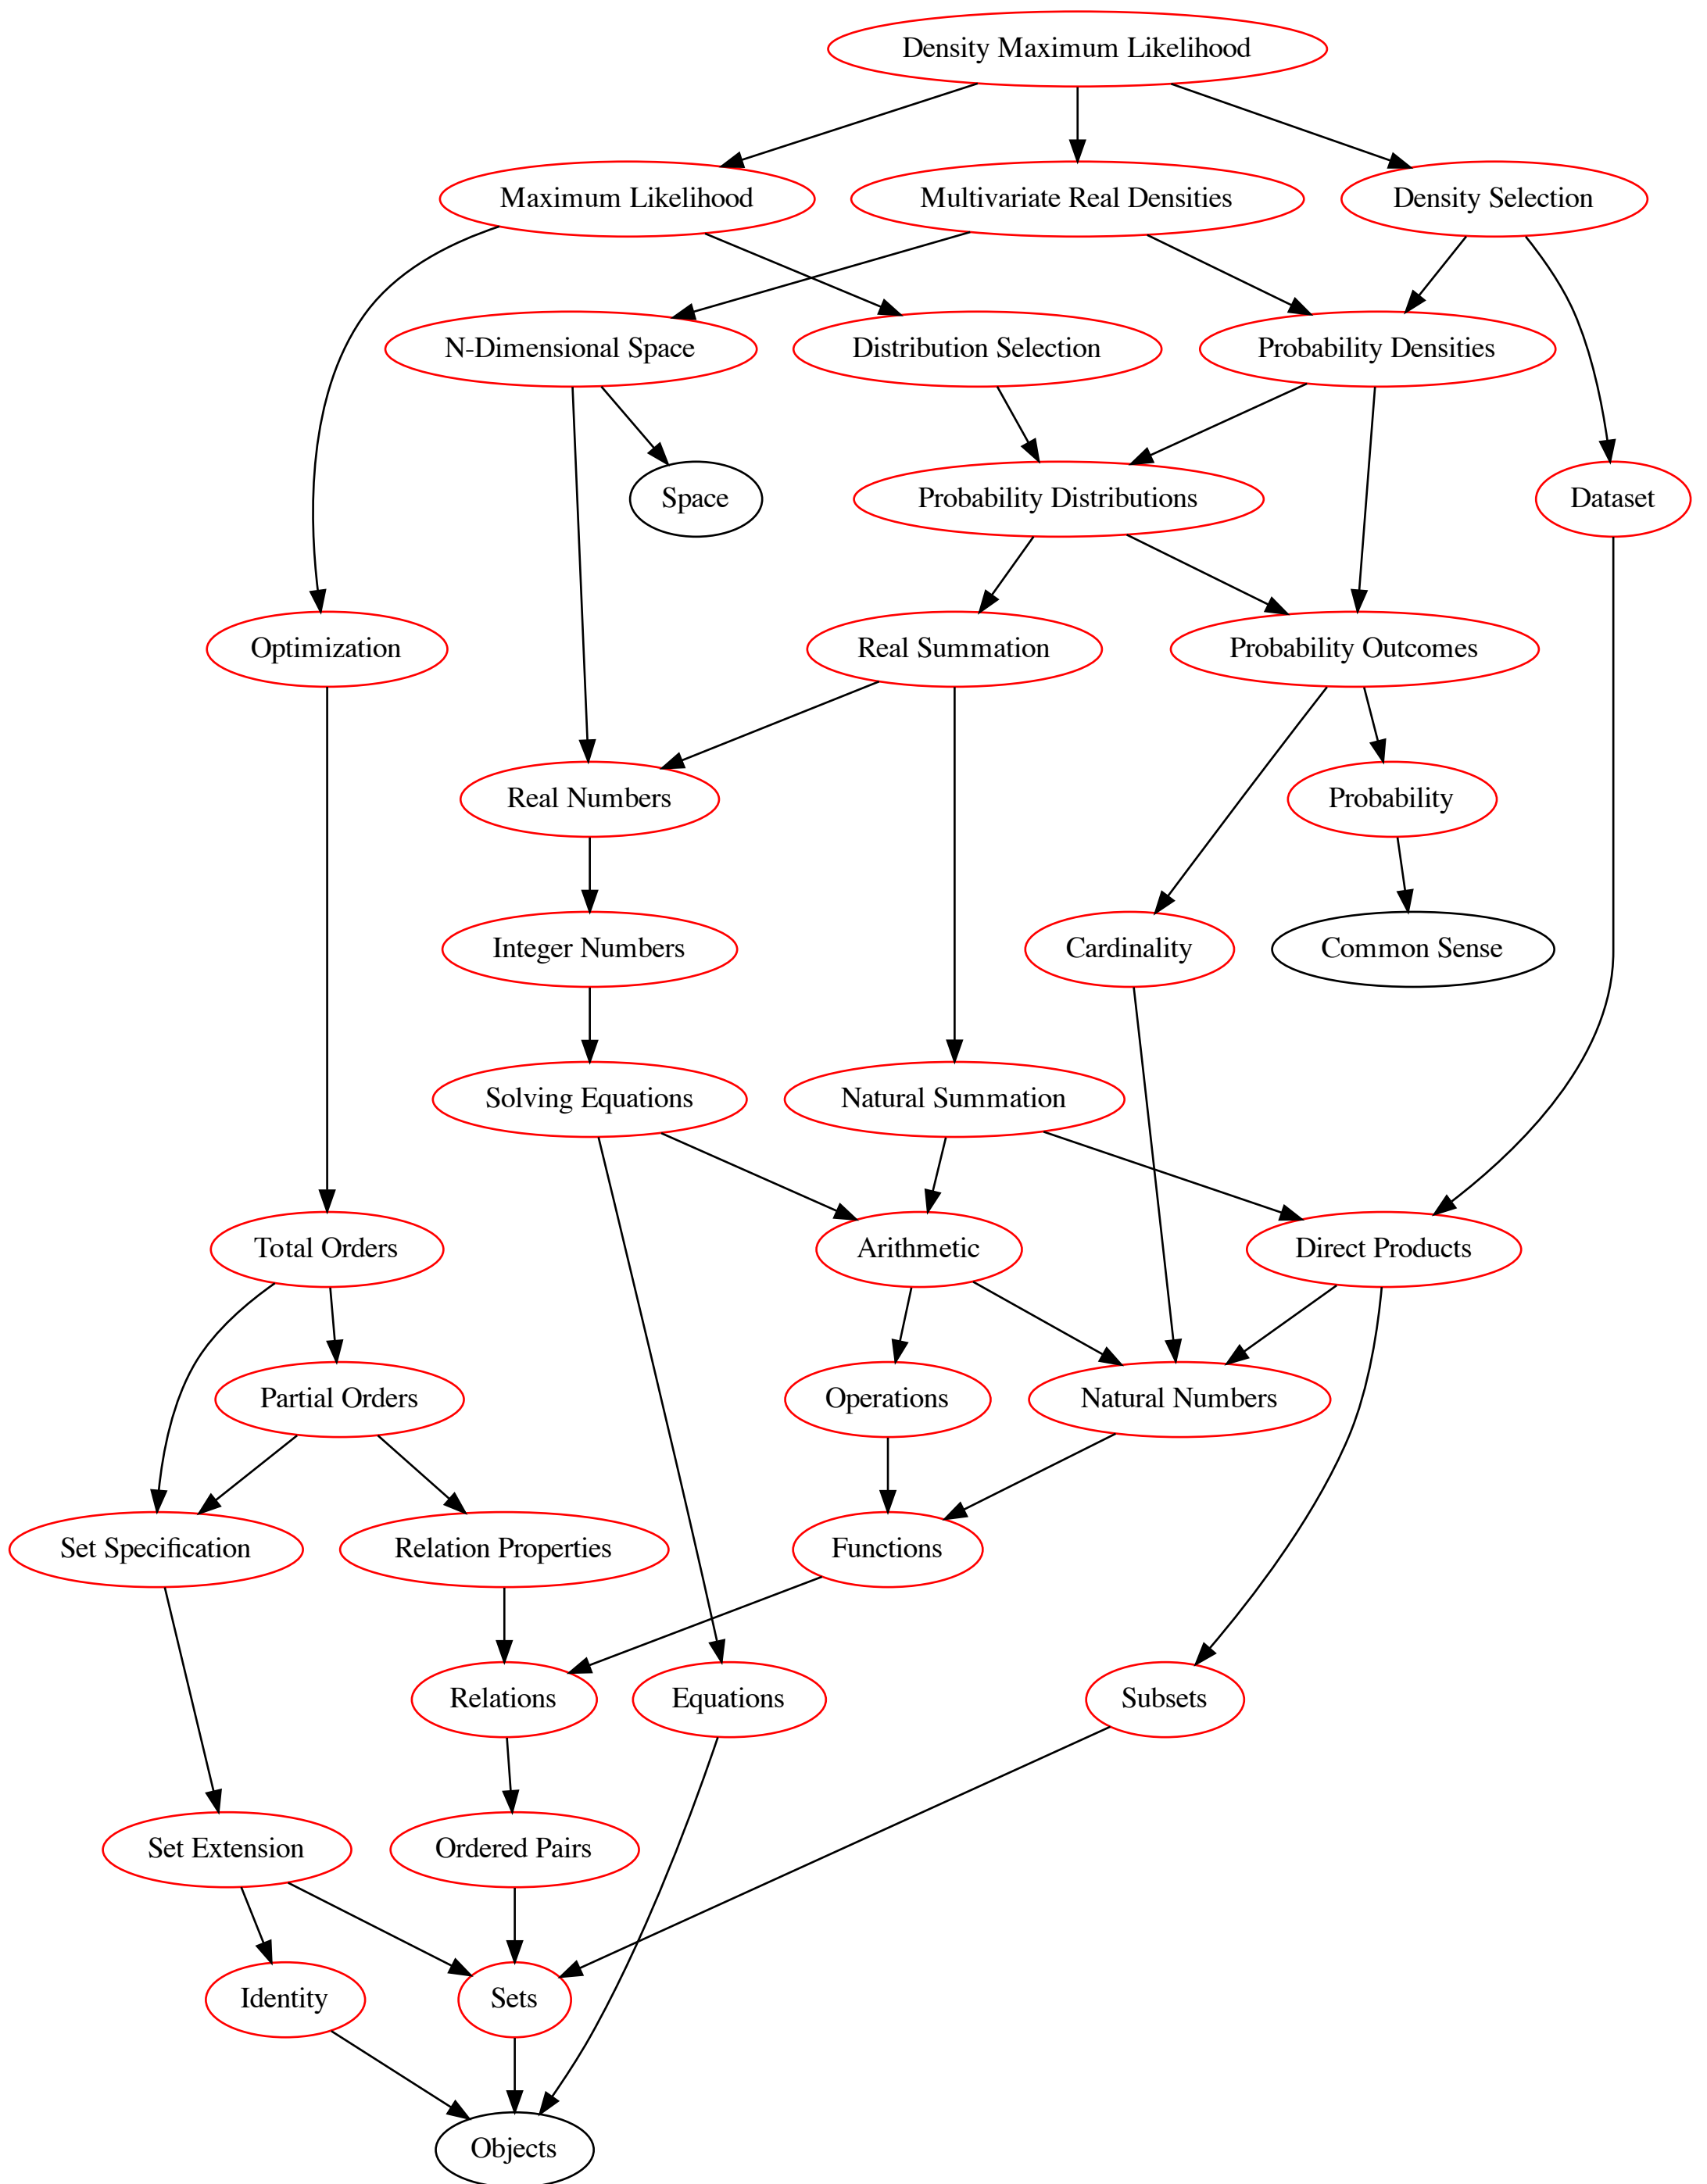 Density Maximum Likelihood
Maximum Likelihood
Multivariate Real Densities
Density Selection
N-Dimensional Space
Distribution Selection
Probability Densities
Space
Probability Distributions
Dataset
Optimization
Real Summation
Probability Outcomes
Real Numbers
Probability
Integer Numbers
Cardinality
Common Sense
Solving Equations
Natural Summation
Total Orders
Arithmetic
Direct Products
Partial Orders
Operations
Natural Numbers
Set Specification
Relation Properties
Functions
Relations
Equations
Subsets
Set Extension
Ordered Pairs
Identity
Sets
Objects